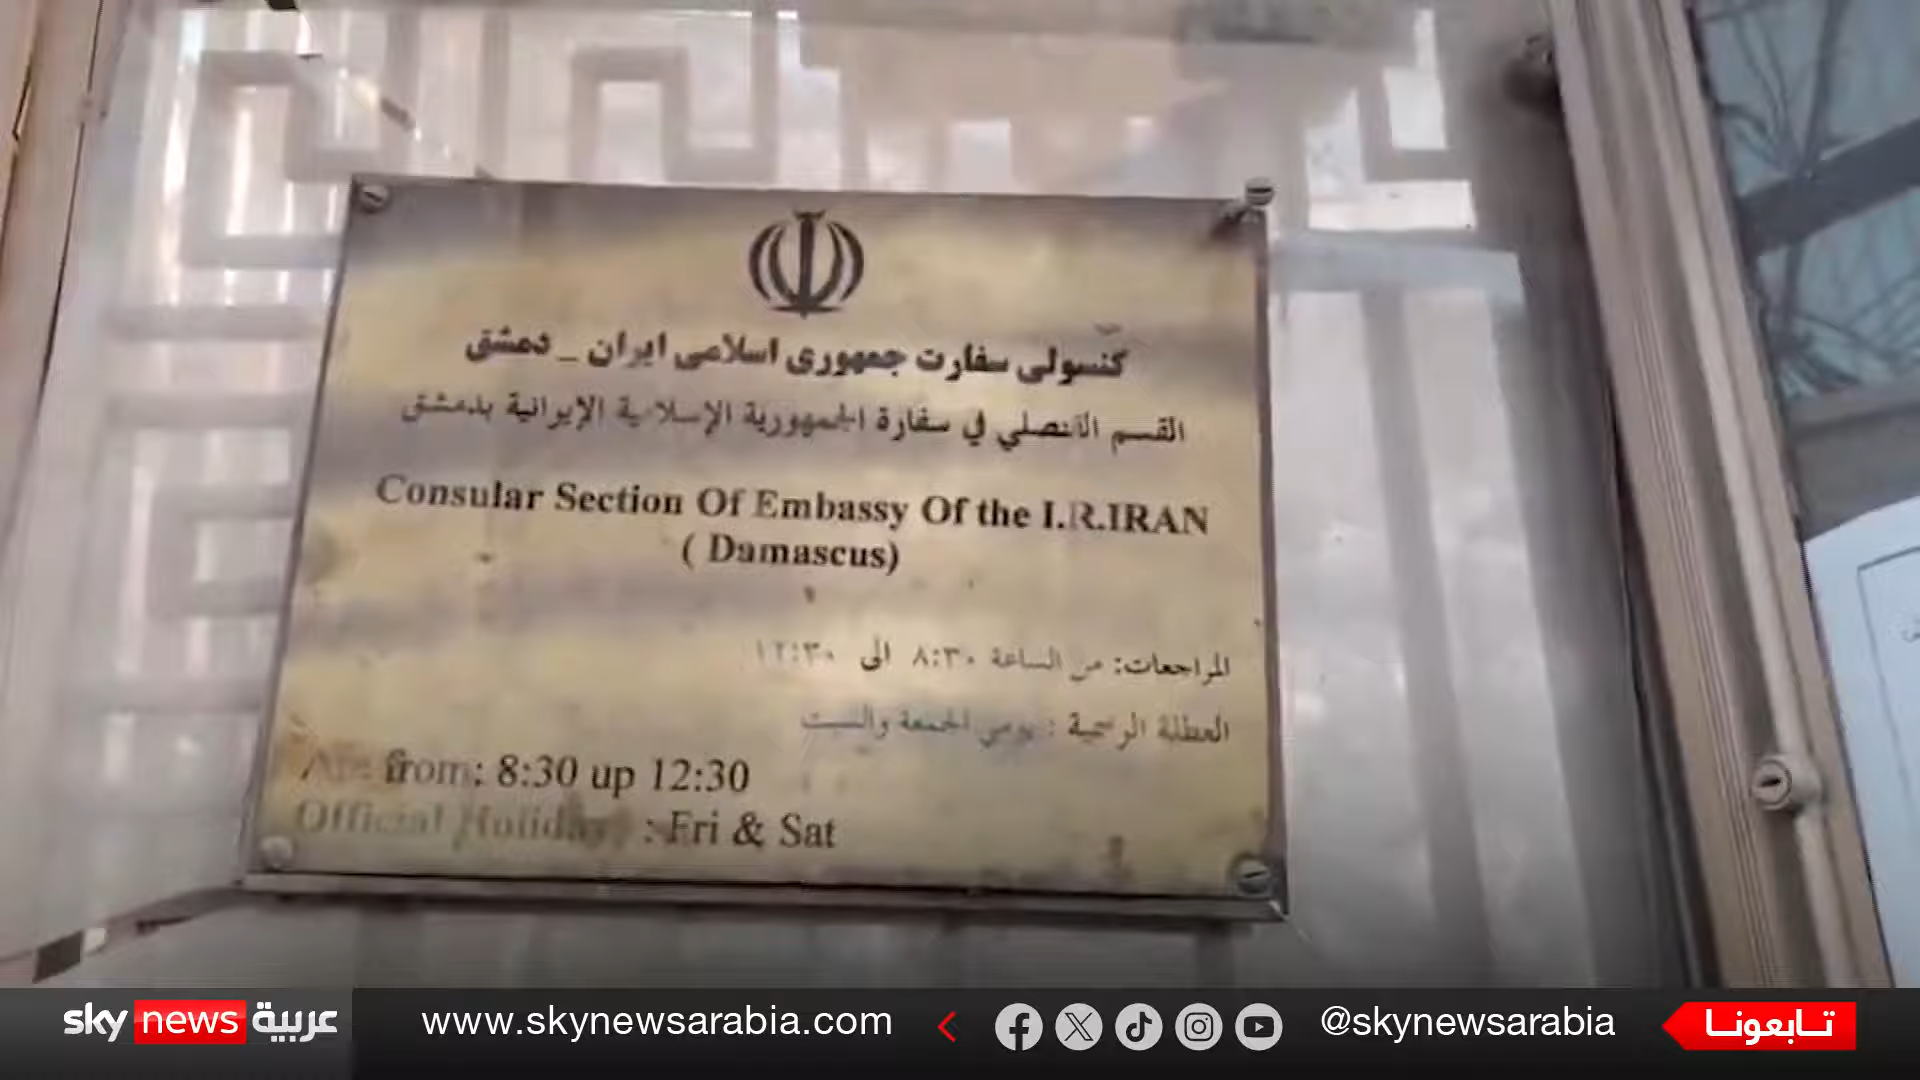 کنسولی سفارت جمهوری اسلامی ایران _ دمشق
القسم القنصلي في سفارة الجمهورية الإسلامية الإيرانية بدمشق
Consular Section Of Embassy Of the I.R.IRAN
( Damascus)
المراجعات: من الساعة ٨:٣٠ الى ١٢:٣٠
العطلة الرسمية : يومي الجمعة والسبت
from: 8:30 up 12:30
Official Holiday : Fri & Sat
sky news عربية
www.skynewsarabia.com
@skynewsarabia
تابعونا